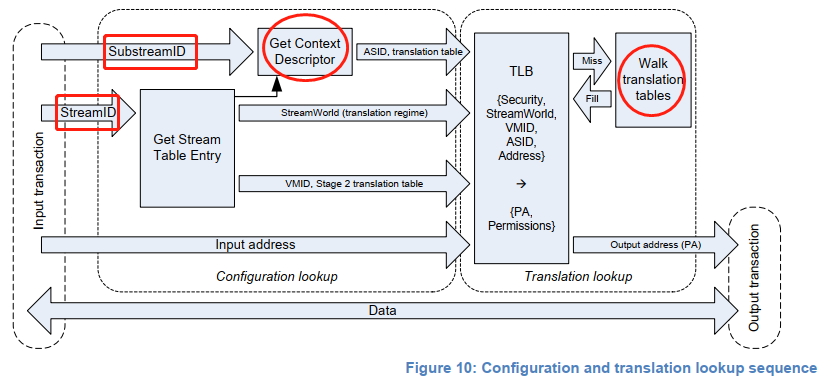 SubstreamID
Get Context
Descriptor
ASID, translation table
TLB
{Security,
StreamWorld,
VMID,
ASID,
Address}
→
{PA,
Permissions}
Miss
Fill
Walk
translation
tables
StreamID
Get Stream
Table Entry
StreamWorld (translation regime)
VMID, Stage 2 translation table
Input transaction
Input address
Output address (PA)
Configuration lookup
Translation lookup
Data
Output transaction
Figure 10: Configuration and translation lookup sequence